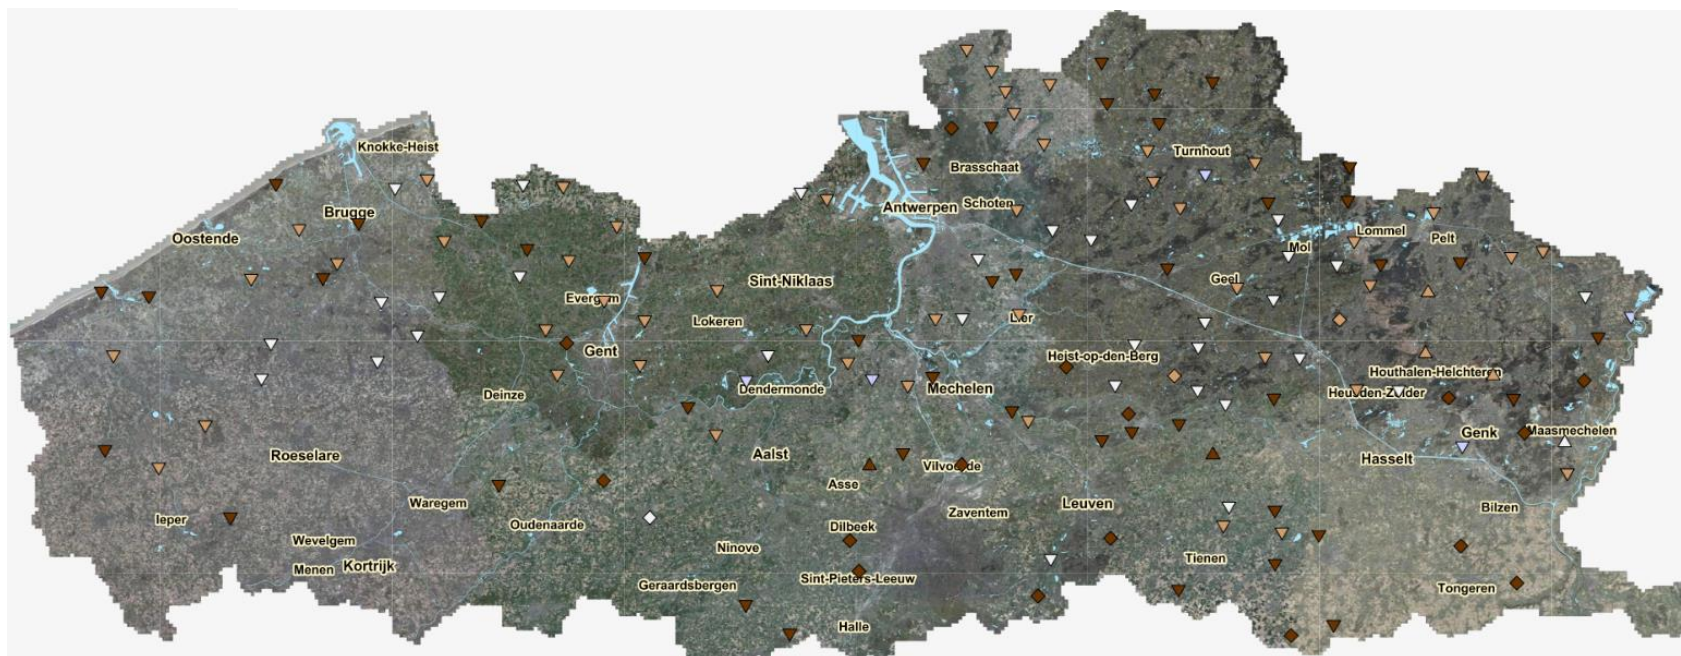 Knokke-Heist
Turnhout
Brasschaat
Schoten
Antwerpen
Brugge
Oostende
Lommel
Pelt
Mol
Geel
Sint-Niklaas
Evergem
Lokeren
Lier
Gent
Heist-op-den-Berg
Houthalen-Helchteren
Dendermonde
Mechelen
Heusden-Zolder
Deinze
Maasmechelen
Genk
Roeselare
Aalst
Hasselt
Vilvoorde
Asse
Waregem
Leuven
Bilzen
Zaventem
Ieper
Oudenaarde
Dilbeek
Wevelgem
Ninove
Tienen
Menen
Kortrijk
Sint-Pieters-Leeuw
Geraardsbergen
Tongeren
Halle